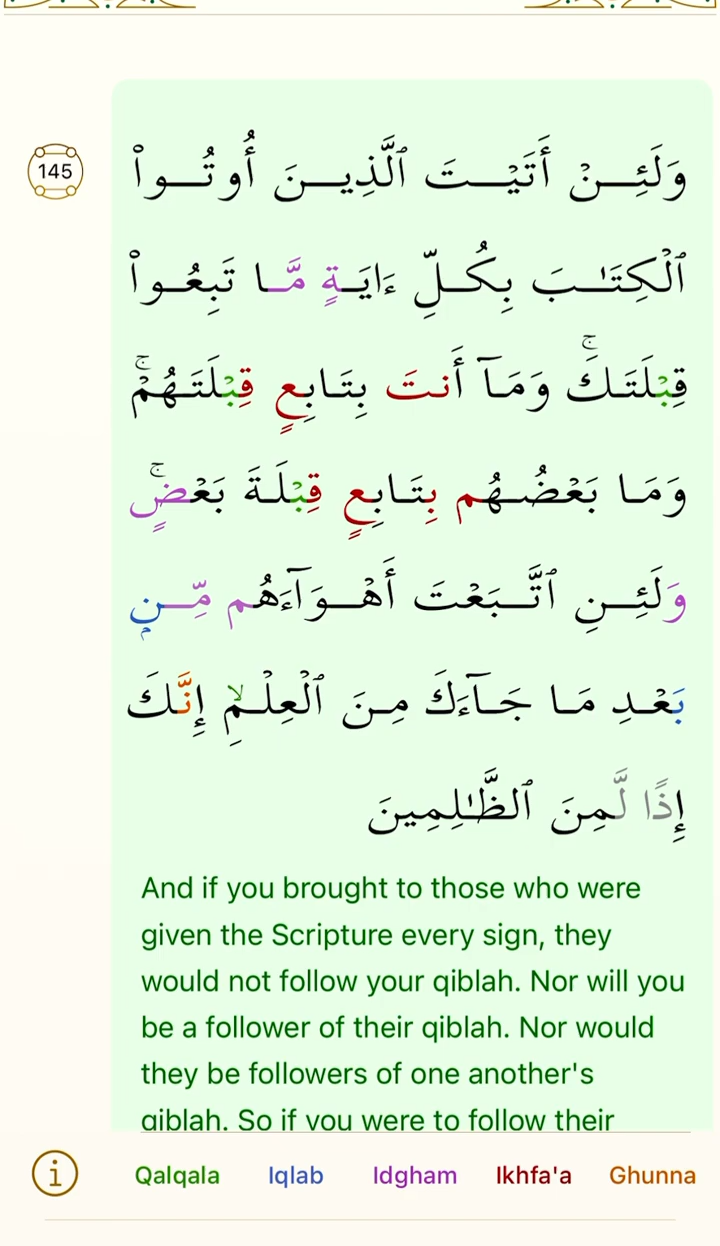 145
وَلَئِنْ أَتَيْتَ ٱلَّذِينَ أُوتُوا۟
ٱلْكِتَـٰبَ بِكُلِّ ءَايَةٍ مَّا تَبِعُوا۟
قِبْلَتَكَ ۚ وَمَآ أَنتَ بِتَابِعٍ قِبْلَتَهُمْ ۚ
وَمَا بَعْضُهُم بِتَابِعٍ قِبْلَةَ بَعْضٍ ۚ
وَلَئِنِ ٱتَّبَعْتَ أَهْوَآءَهُم مِّنۢ
بَعْدِ مَا جَآءَكَ مِنَ ٱلْعِلْمِ ۙ إِنَّكَ
إِذًا لَّمِنَ ٱلظَّـٰلِمِينَ
And if you brought to those who were
given the Scripture every sign, they
would not follow your qiblah. Nor will you
be a follower of their qiblah. Nor would
they be followers of one another's
qiblah. So if you were to follow their
i Qalqala Iqlab Idgham Ikhfa'a Ghunna